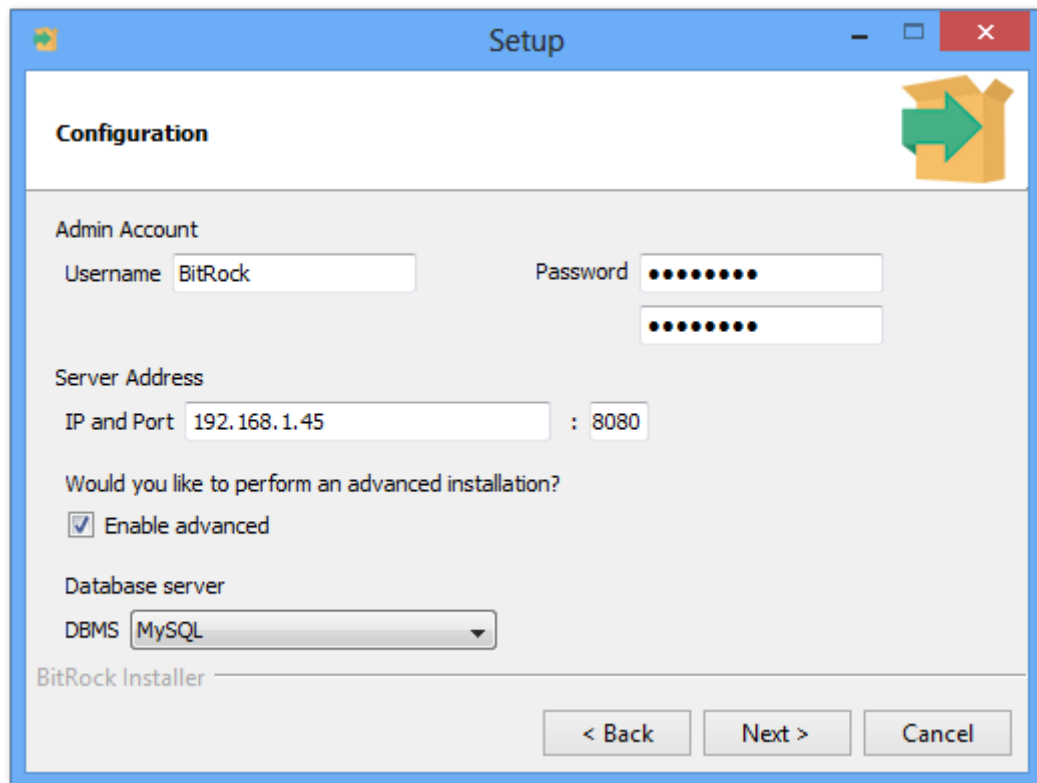 Setup
Configuration
Admin Account
Username BitRock Password ●●●●●●●●
●●●●●●●●
Server Address
IP and Port 192.168.1.45 : 8080
Would you like to perform an advanced installation?
Enable advanced
Database server
DBMS MySQL
BitRock Installer
< Back Next > Cancel